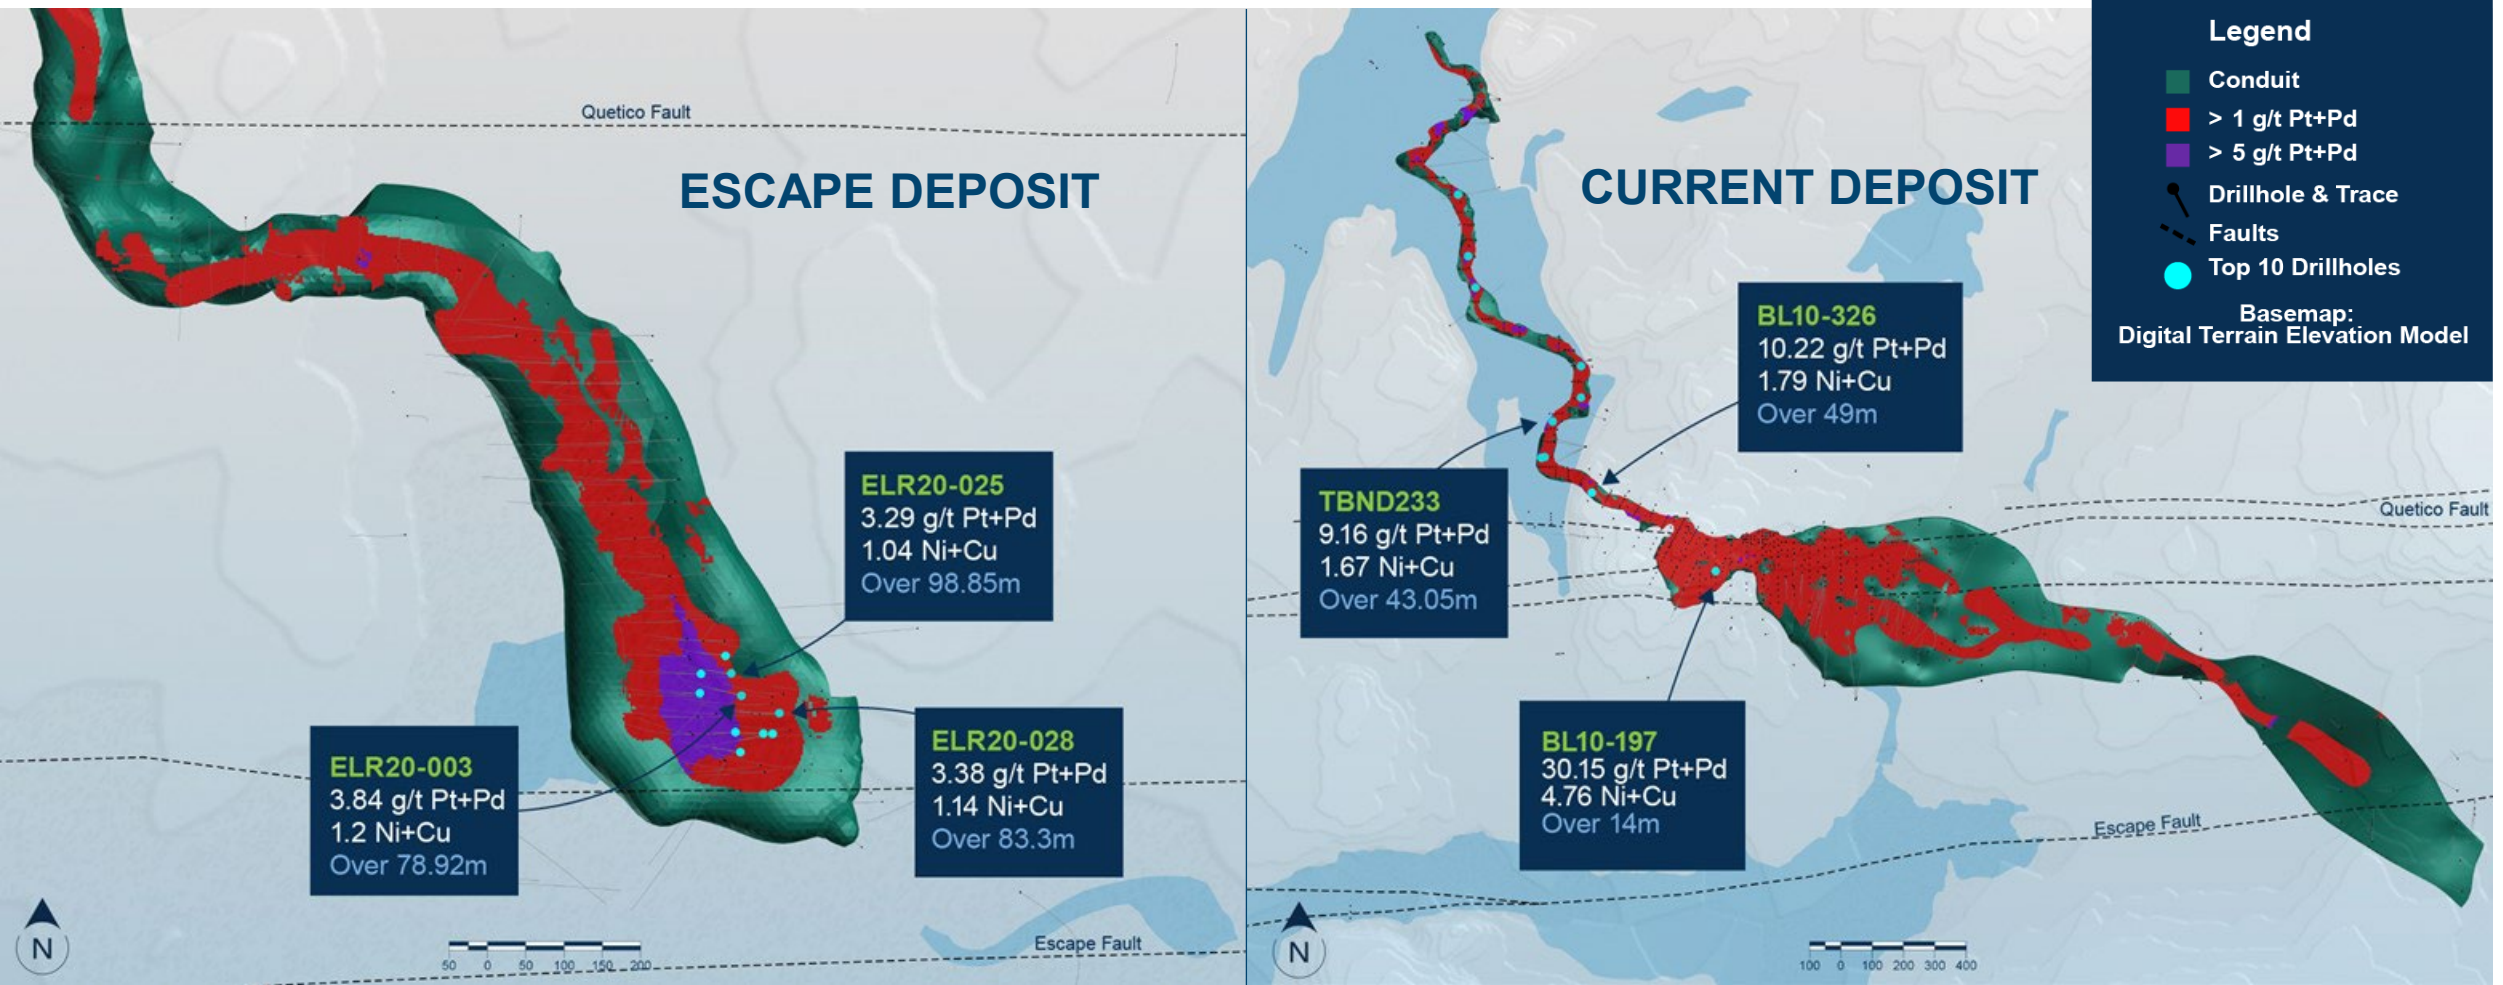 Quetico Fault
ESCAPE DEPOSIT
ELR20-025
3.29 g/t Pt+Pd
1.04 Ni+Cu
Over 98.85m
ELR20-003
3.84 g/t Pt+Pd
1.2 Ni+Cu
Over 78.92m
ELR20-028
3.38 g/t Pt+Pd
1.14 Ni+Cu
Over 83.3m
Escape Fault
N
50 0 50 100 150 200
CURRENT DEPOSIT
BL10-326
10.22 g/t Pt+Pd
1.79 Ni+Cu
Over 49m
TBND233
9.16 g/t Pt+Pd
1.67 Ni+Cu
Over 43.05m
Quetico Fault
BL10-197
30.15 g/t Pt+Pd
4.76 Ni+Cu
Over 14m
Escape Fault
N
100 0 100 200 300 400
Legend
Conduit
> 1 g/t Pt+Pd
> 5 g/t Pt+Pd
Drillhole & Trace
Faults
Top 10 Drillholes
Basemap:
Digital Terrain Elevation Model